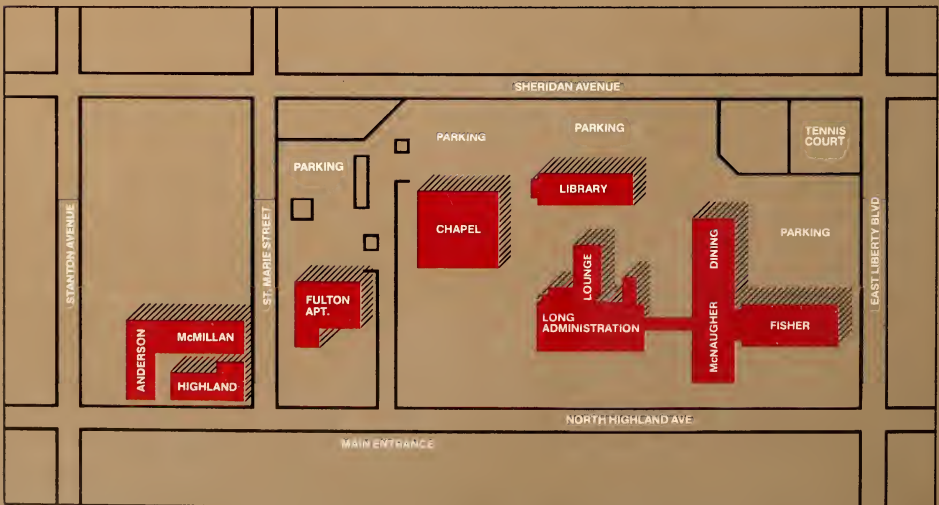 SHERIDAN AVENUE
PARKING
PARKING
PARKING
TENNIS
COURT
LIBRARY
CHAPEL
PARKING
STANTON AVENUE
ST. MARIE STREET
EAST LIBERTY BLVD
LOUNGE
DINING
FULTON
APT.
LONG
ADMINISTRATION
McNAUGHER
FISHER
ANDERSON
McMILLAN
HIGHLAND
NORTH HIGHLAND AVE.
MAIN ENTRANCE